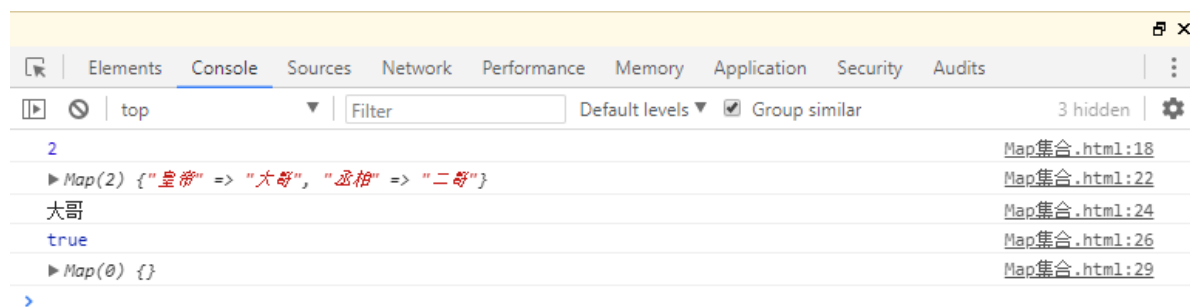 Elements Console Sources Network Performance Memory Application Security Audits
top Filter Default levels Group similar 3 hidden
2 Map集合.html:18
Map(2) {"皇帝" => "大哥", "丞相" => "二哥"} Map集合.html:22
大哥 Map集合.html:24
true Map集合.html:26
Map(0) {} Map集合.html:29